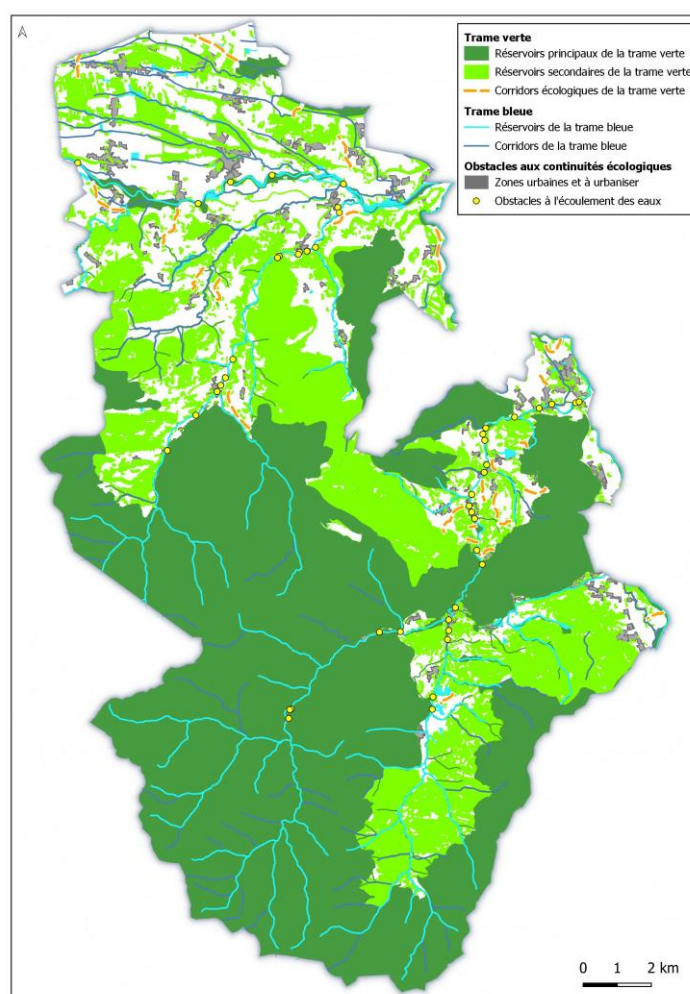 Trame verte
Réservoirs principaux de la trame verte
Réservoirs secondaires de la trame verte
Corridors écologiques de la trame verte
Trame bleue
Réservoirs de la trame bleue
Corridors de la trame bleue
Obstacles aux continuités écologiques
Zones urbaines et à urbaniser
Obstacles à l'écoulement des eaux
0 1 2 km